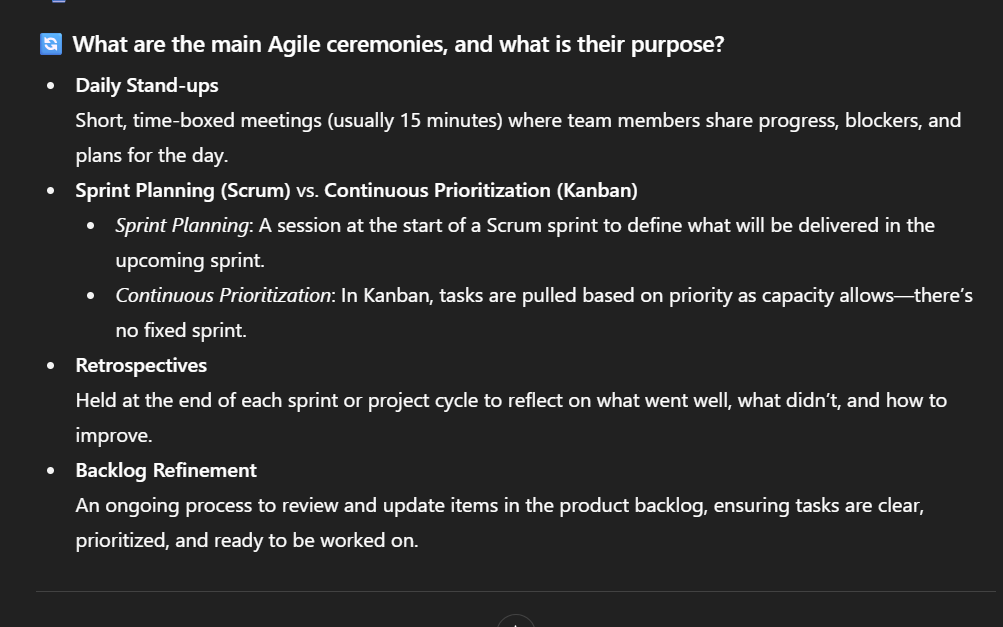 What are the main Agile ceremonies, and what is their purpose?
Daily Stand-ups
Short, time-boxed meetings (usually 15 minutes) where team members share progress, blockers, and
plans for the day.
Sprint Planning (Scrum) vs. Continuous Prioritization (Kanban)
Sprint Planning: A session at the start of a Scrum sprint to define what will be delivered in the
upcoming sprint.
Continuous Prioritization: In Kanban, tasks are pulled based on priority as capacity allows—there’s
no fixed sprint.
Retrospectives
Held at the end of each sprint or project cycle to reflect on what went well, what didn’t, and how to
improve.
Backlog Refinement
An ongoing process to review and update items in the product backlog, ensuring tasks are clear,
prioritized, and ready to be worked on.